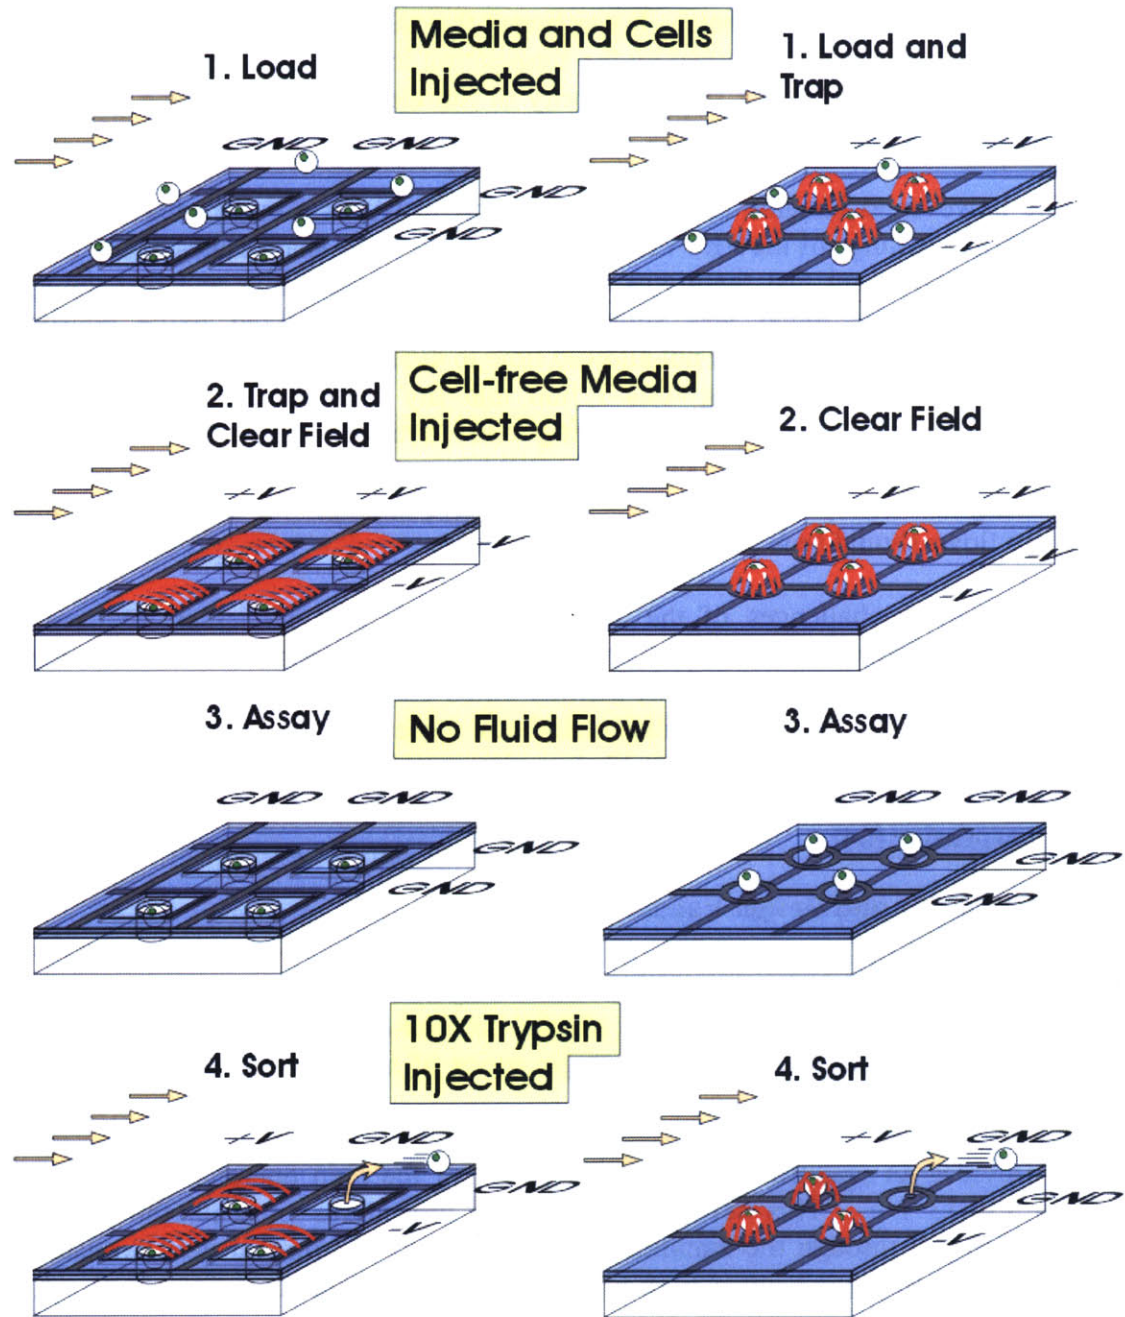 Media and Cells
Injected
1. Load
1. Load and
Trap
GND GND
GND
GND
+V +V
-V
-V
Cell-free Media
Injected
2. Trap and
Clear Field
2. Clear Field
+V +V
-V
-V
+V +V
-V
-V
3. Assay
No Fluid Flow
3. Assay
GND GND
GND
GND
GND GND
GND
GND
10X Trypsin
Injected
4. Sort
4. Sort
+V GND
GND
-V
+V GND
GND
-V